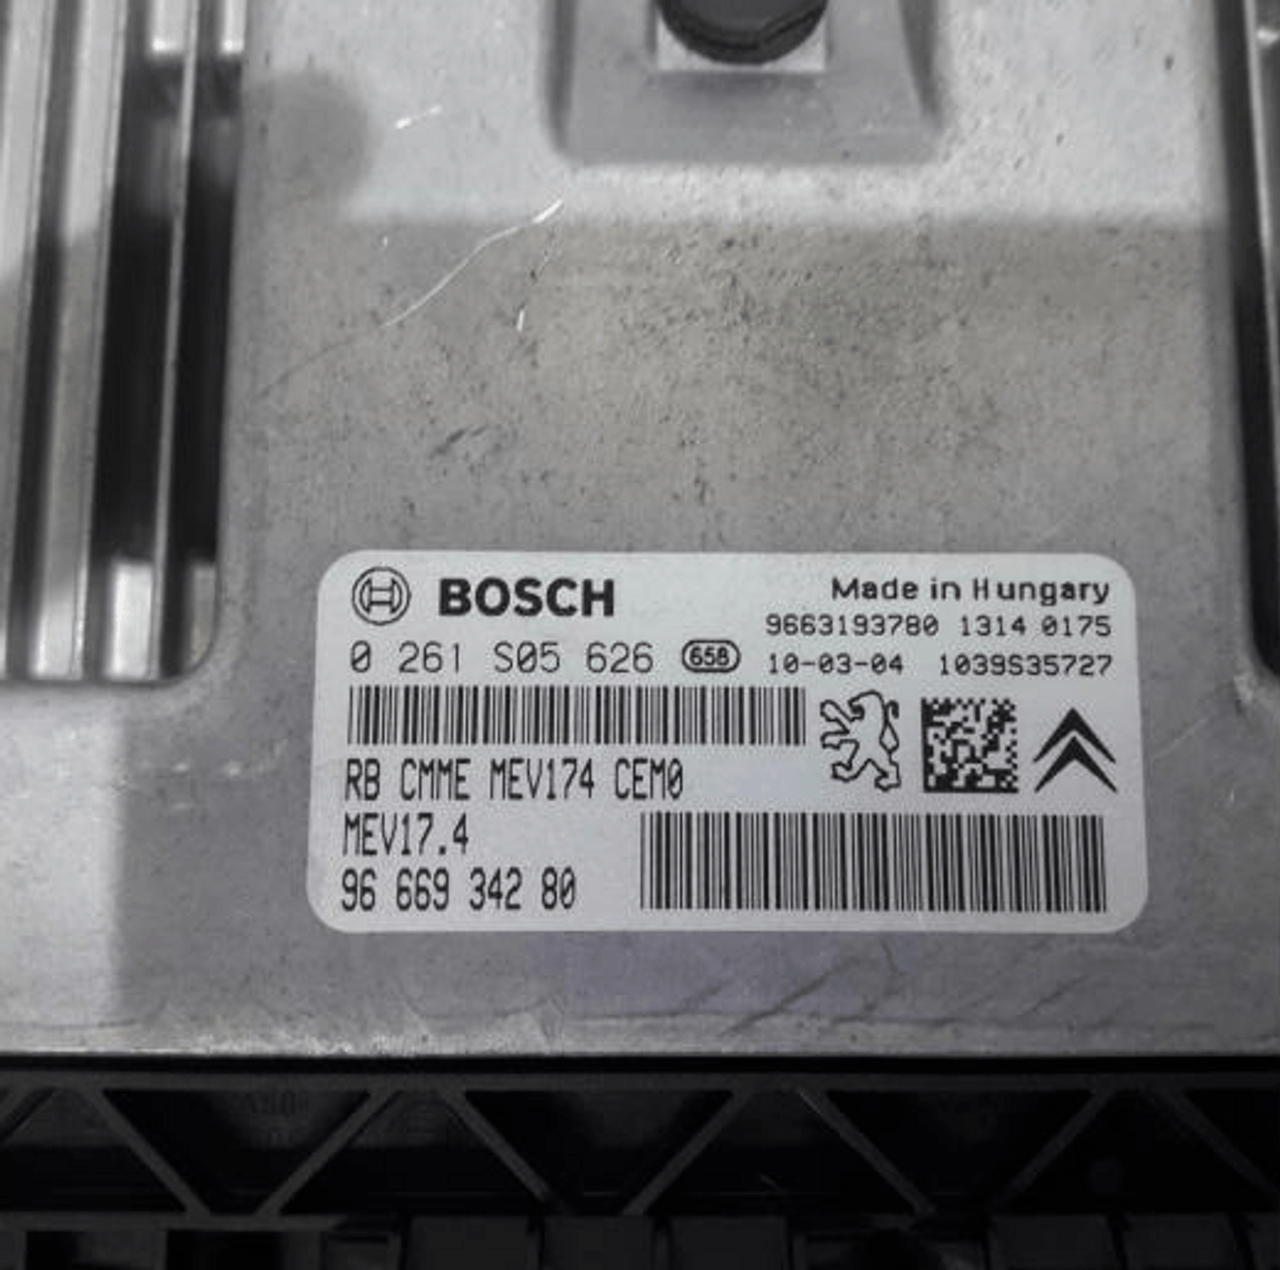 BOSCH
Made in Hungary
9663193780 1314 0175
0 261 S05 626 658 10-03-04 1039S35727
RB CMME MEV174 CEM0
MEV17.4
96 669 342 80